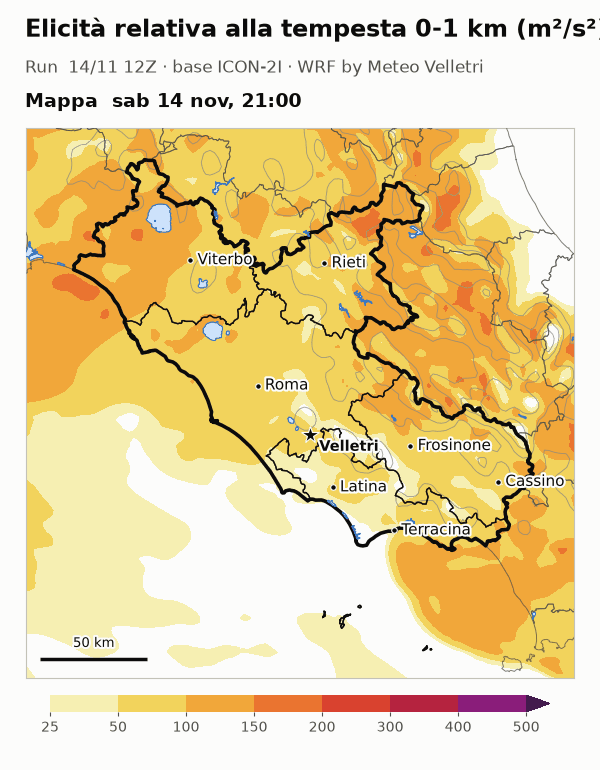 Elicità relativa alla tempesta 0-1 km (m²/s²)
Run 14/11 12Z · base ICON-2I · WRF by Meteo Velletri
Mappa sab 14 nov, 21:00
Viterbo
Rieti
Roma
Velletri
Frosinone
Latina
Cassino
Terracina
50 km
25 50 100 150 200 300 400 500